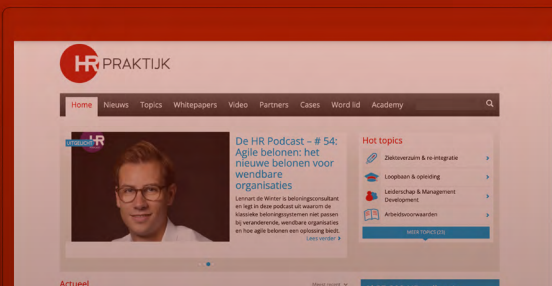 HR PRAKTIJK
Home Nieuws Topics Whitepapers Video Partners Cases Word lid Academy
UITGELICHT HR
De HR Podcast – # 54:
Agile belonen: het
nieuwe belonen voor
wendbare
organisaties
Lennart de Winter is beloningsconsultant
en legt in deze podcast uit waarom de
klassieke beloningssystemen niet passen
bij veranderende, wendbare organisaties
en hoe agile belonen een oplossing biedt.
Lees verder >
Hot topics
Ziekteverzuim & re-integratie
Loopbaan & opleiding
Leiderschap & Management
Development
Arbeidsvoorwaarden
MEER TOPICS (23)
Actueel
Meest recent